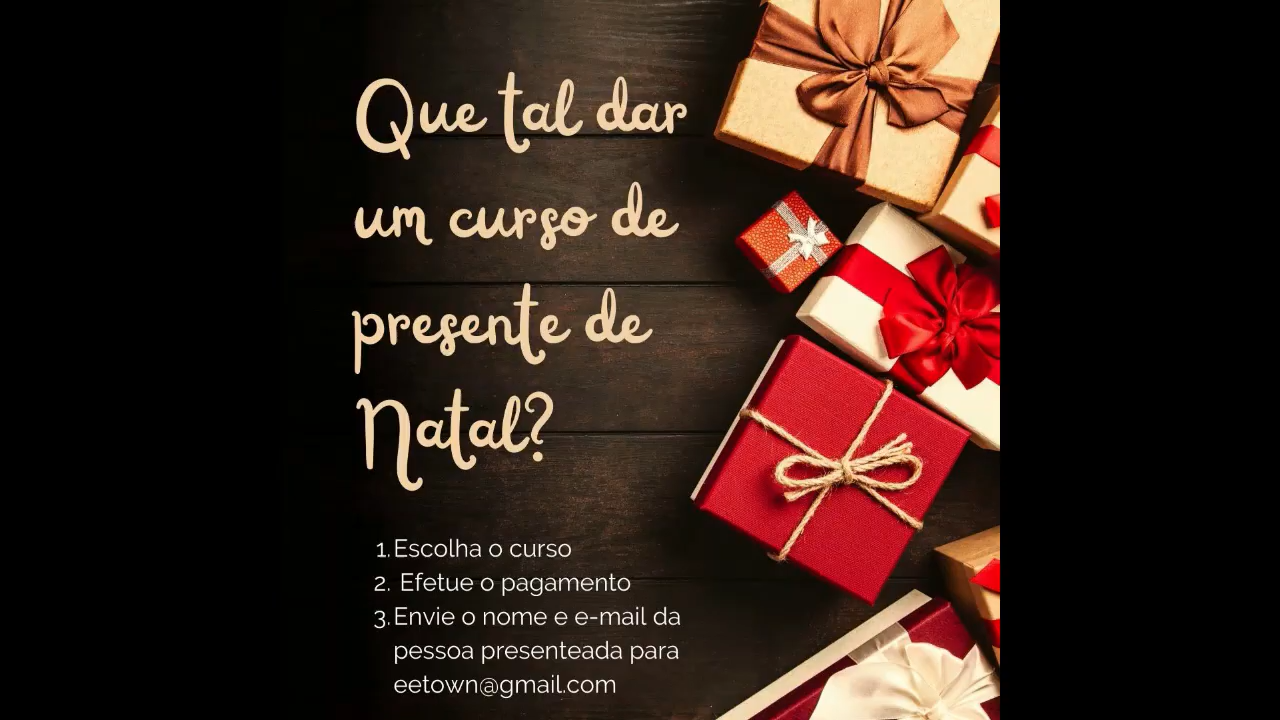 Que tal dar
um curso de
presente de
Natal?
1. Escolha o curso
2. Efetue o pagamento
3. Envie o nome e e-mail da
pessoa presenteada para
eetown@gmail.com